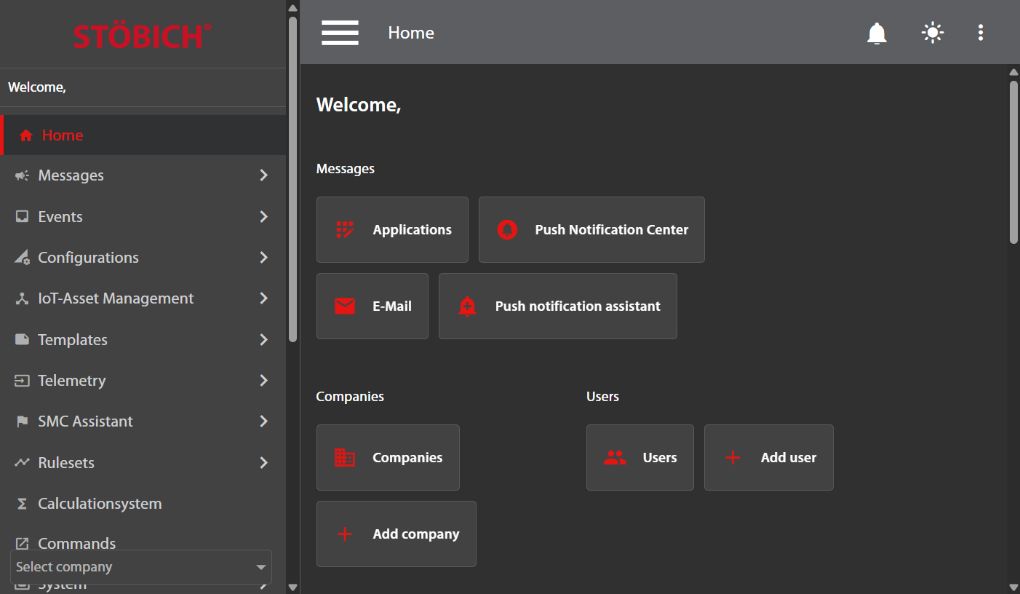 STÖBICH®
Welcome,
Home
Messages
Events
Configurations
IoT-Asset Management
Templates
Telemetry
SMC Assistant
Rulesets
Calculationsystem
Commands
Select company
System
Home
Welcome,
Messages
Applications
Push Notification Center
E-Mail
Push notification assistant
Companies
Companies
Add company
Users
Users
Add user